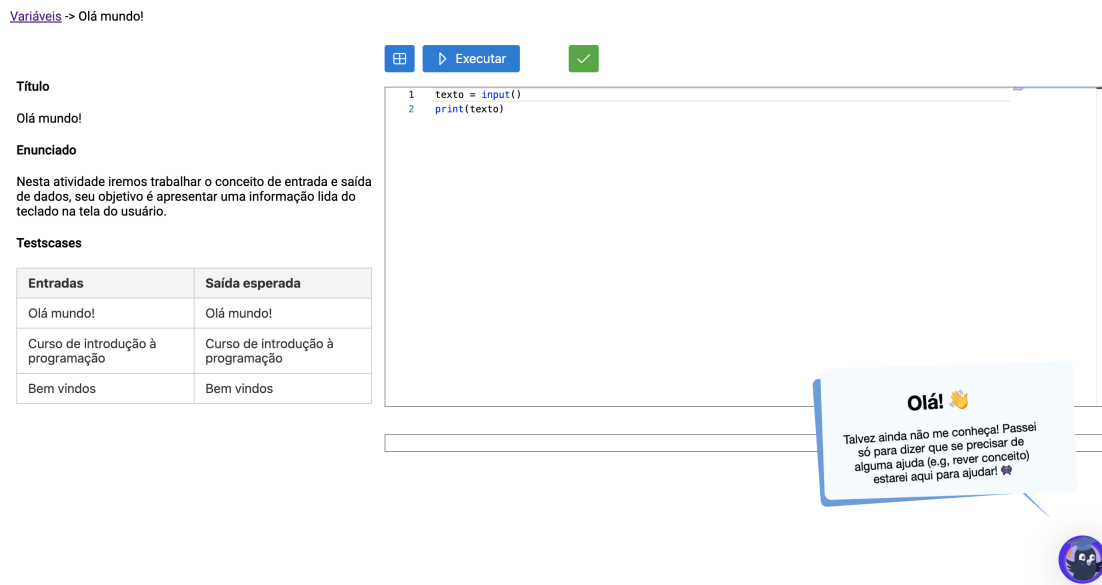 Variáveis -> Olá mundo!
Executar
Título
Olá mundo!
Enunciado
Nesta atividade iremos trabalhar o conceito de entrada e saída
de dados, seu objetivo é apresentar uma informação lida do
teclado na tela do usuário.
Testscases
Entradas Saída esperada
Olá mundo! Olá mundo!
Curso de introdução à Curso de introdução à
programação programação
Bem vindos Bem vindos
1 texto = input()
2 print(texto)
Olá! 👋
Talvez ainda não me conheça! Passei
só para dizer que se precisar de
alguma ajuda (e.g, rever conceito)
estarei aqui para ajudar!